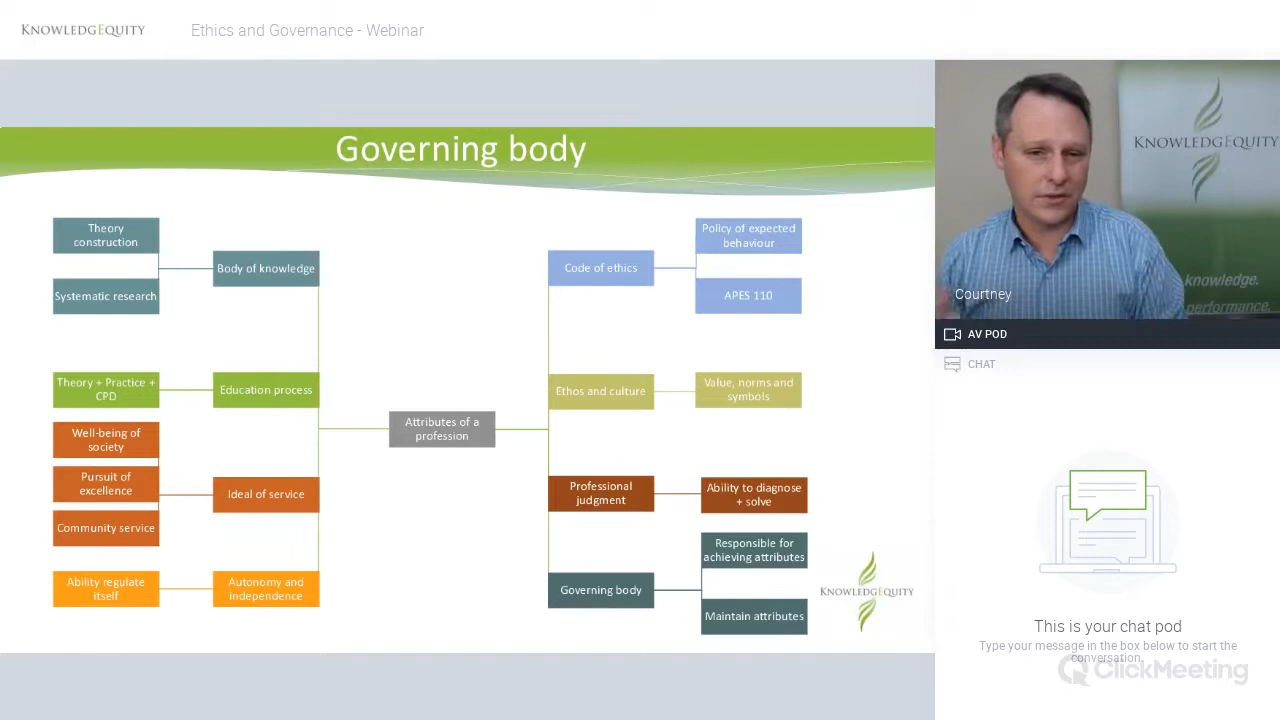 KNOWLEDGEQUITY
Ethics and Governance - Webinar
Governing body
Theory
construction
Systematic research
Body of knowledge
Theory + Practice +
CPD
Education process
Well-being of
society
Pursuit of
excellence
Community service
Ideal of service
Ability regulate
itself
Autonomy and
independence
Attributes of a
profession
Code of ethics
Policy of expected
behaviour
APES 110
Ethos and culture
Value, norms and
symbols
Professional
judgment
Ability to diagnose
+ solve
Governing body
Responsible for
achieving attributes
Maintain attributes
KNOWLEDGEQUITY
KNOWLEDGEQUITY
knowledge.
performance.
Courtney
AV POD
CHAT
This is your chat pod
Type your message in the box below to start the
conversation.
ClickMeeting